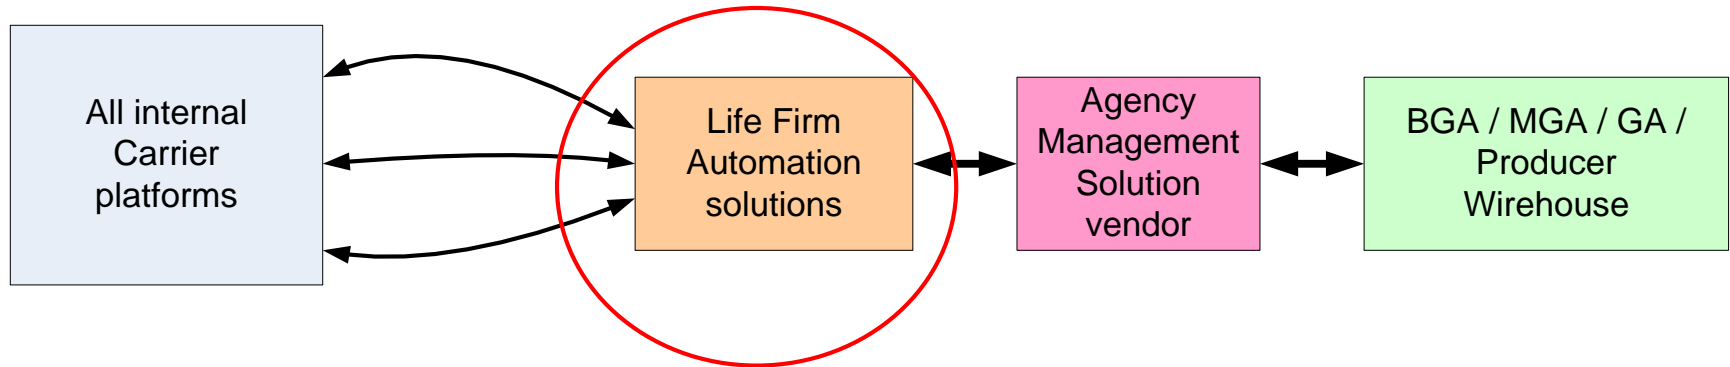 All internal
Carrier
platforms
Life Firm
Automation
solutions
Agency
Management
Solution
vendor
BGA / MGA / GA /
Producer
Wirehouse